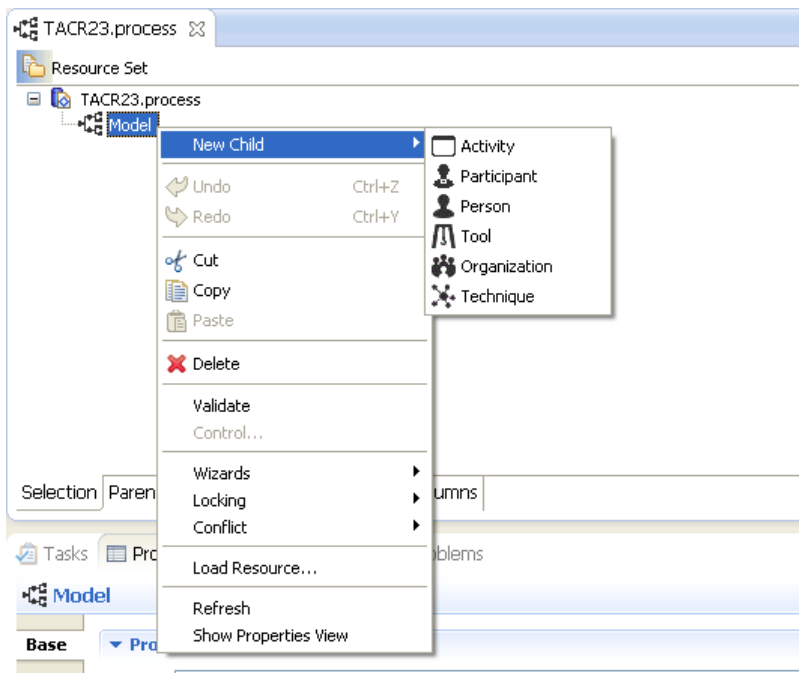 TACR23.process
Resource Set
TACR23.process
Model
New Child
Activity
Participant
Person
Tool
Organization
Technique
Undo Ctrl+Z
Redo Ctrl+Y
Cut
Copy
Paste
Delete
Validate
Control...
Wizards
Locking
Conflict
Load Resource...
Refresh
Show Properties View
Selection Paren umns
Tasks Pro oblems
Model
Base Pro